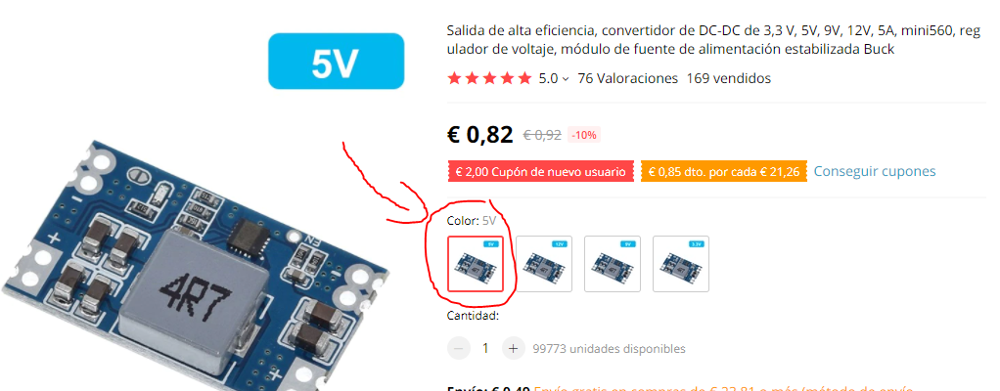 Salida de alta eficiencia, convertidor de DC-DC de 3,3 V, 5V, 9V, 12V, 5A, mini560, reg
ulador de voltaje, módulo de fuente de alimentación estabilizada Buck
5.0 76 Valoraciones 169 vendidos
€ 0,82 € 0,92 -10%
€ 2,00 Cupón de nuevo usuario € 0,85 dto. por cada € 21,26 Conseguir cupones
Color: 5V
5V 12V 9V 3.3V
Cantidad:
1 99773 unidades disponibles
Envío: € 0,49 Envío gratis en compras de € 23,81 o más (método de envío
5V
EN
4R7